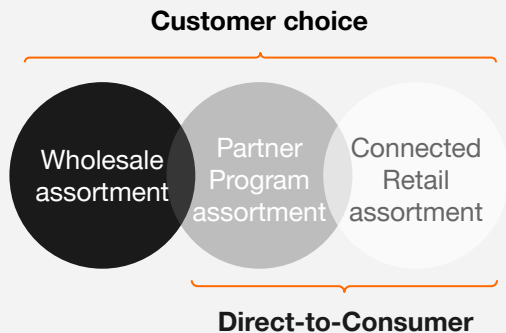 Customer choice
Wholesale
assortment
Partner
Program
assortment
Connected
Retail
assortment
Direct-to-Consumer